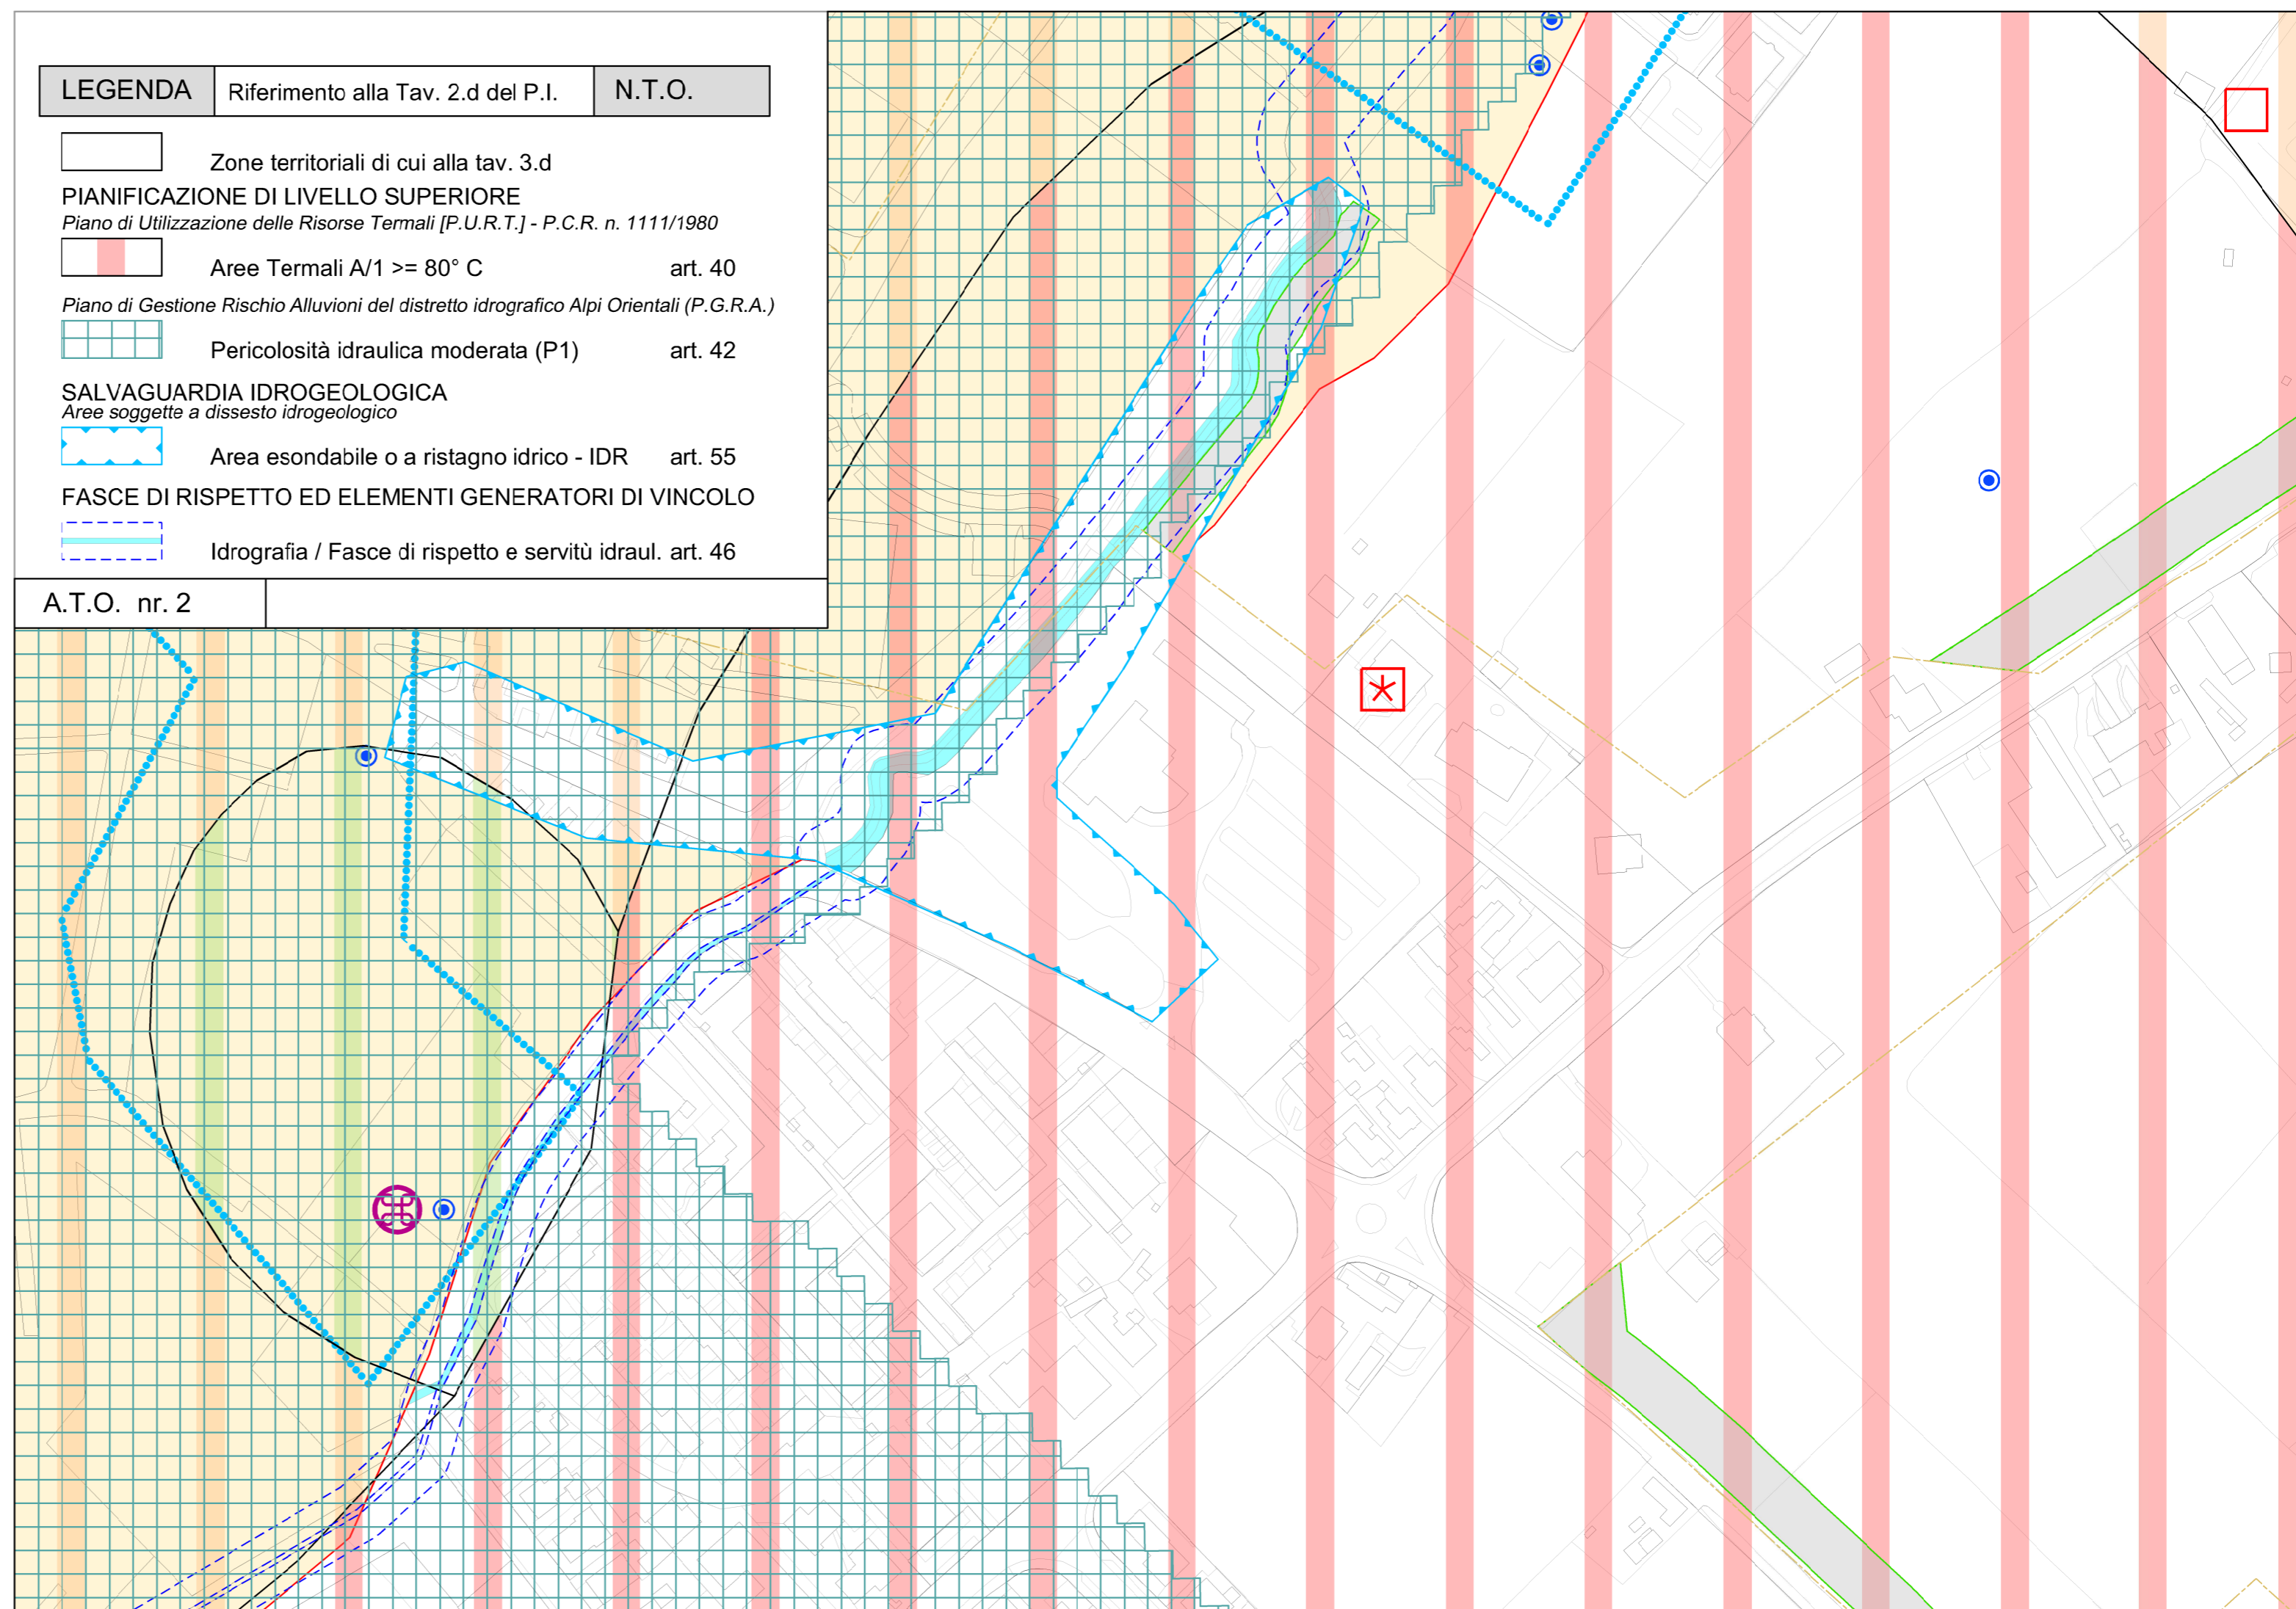 LEGENDA Riferimento alla Tav. 2.d del P.I. N.T.O.
Zone territoriali di cui alla tav. 3.d
PIANIFICAZIONE DI LIVELLO SUPERIORE
Piano di Utilizzazione delle Risorse Termali [P.U.R.T.] - P.C.R. n. 1111/1980
Aree Termali A/1 >= 80° C art. 40
Piano di Gestione Rischio Alluvioni del distretto idrografico Alpi Orientali (P.G.R.A.)
Pericolosità idraulica moderata (P1) art. 42
SALVAGUARDIA IDROGEOLOGICA
Aree soggette a dissesto idrogeologico
Area esondabile o a ristagno idrico - IDR art. 55
FASCE DI RISPETTO ED ELEMENTI GENERATORI DI VINCOLO
Idrografia / Fasce di rispetto e servitù idraul. art. 46
A.T.O. nr. 2